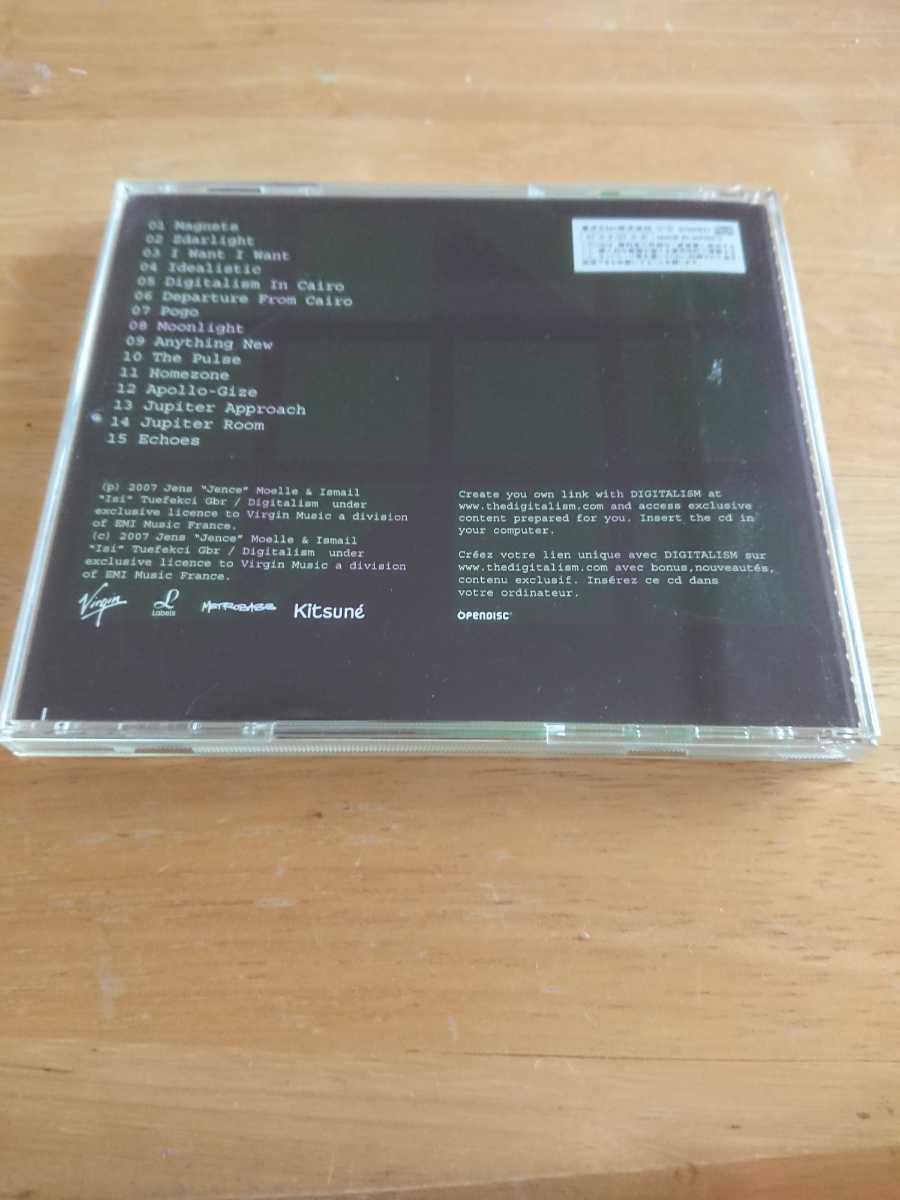 01 Magnets
02 Zdarlight
03 I Want I Want
04 Idealistic
05 Digitalism In Cairo
06 Departure From Cairo
07 Pogo
08 Moonlight
09 Anything New
10 The Pulse
11 Homezone
12 Apollo-Gize
13 Jupiter Approach
14 Jupiter Room
15 Echoes
(p) 2007 Jens "Jence" Moelle & Ismail
"Isi" Tuefekci Gbr / Digitalism under
exclusive licence to Virgin Music a division
of EMI Music France.
(c) 2007 Jens "Jence" Moelle & Ismail
"Isi" Tuefekci Gbr / Digitalism under
exclusive licence to Virgin Music a division
of EMI Music France.
Virgin
Labels
METROBASS
Kitsuné
Create you own link with DIGITALISM at
www.thedigitalism.com and access exclusive
content prepared for you. Insert the cd in
your computer.
Créez votre lien unique avec DIGITALISM sur
www.thedigitalism.com avec bonus,nouveautés,
contenu exclusif. Insérez ce cd dans
votre ordinateur.
OPENDISC